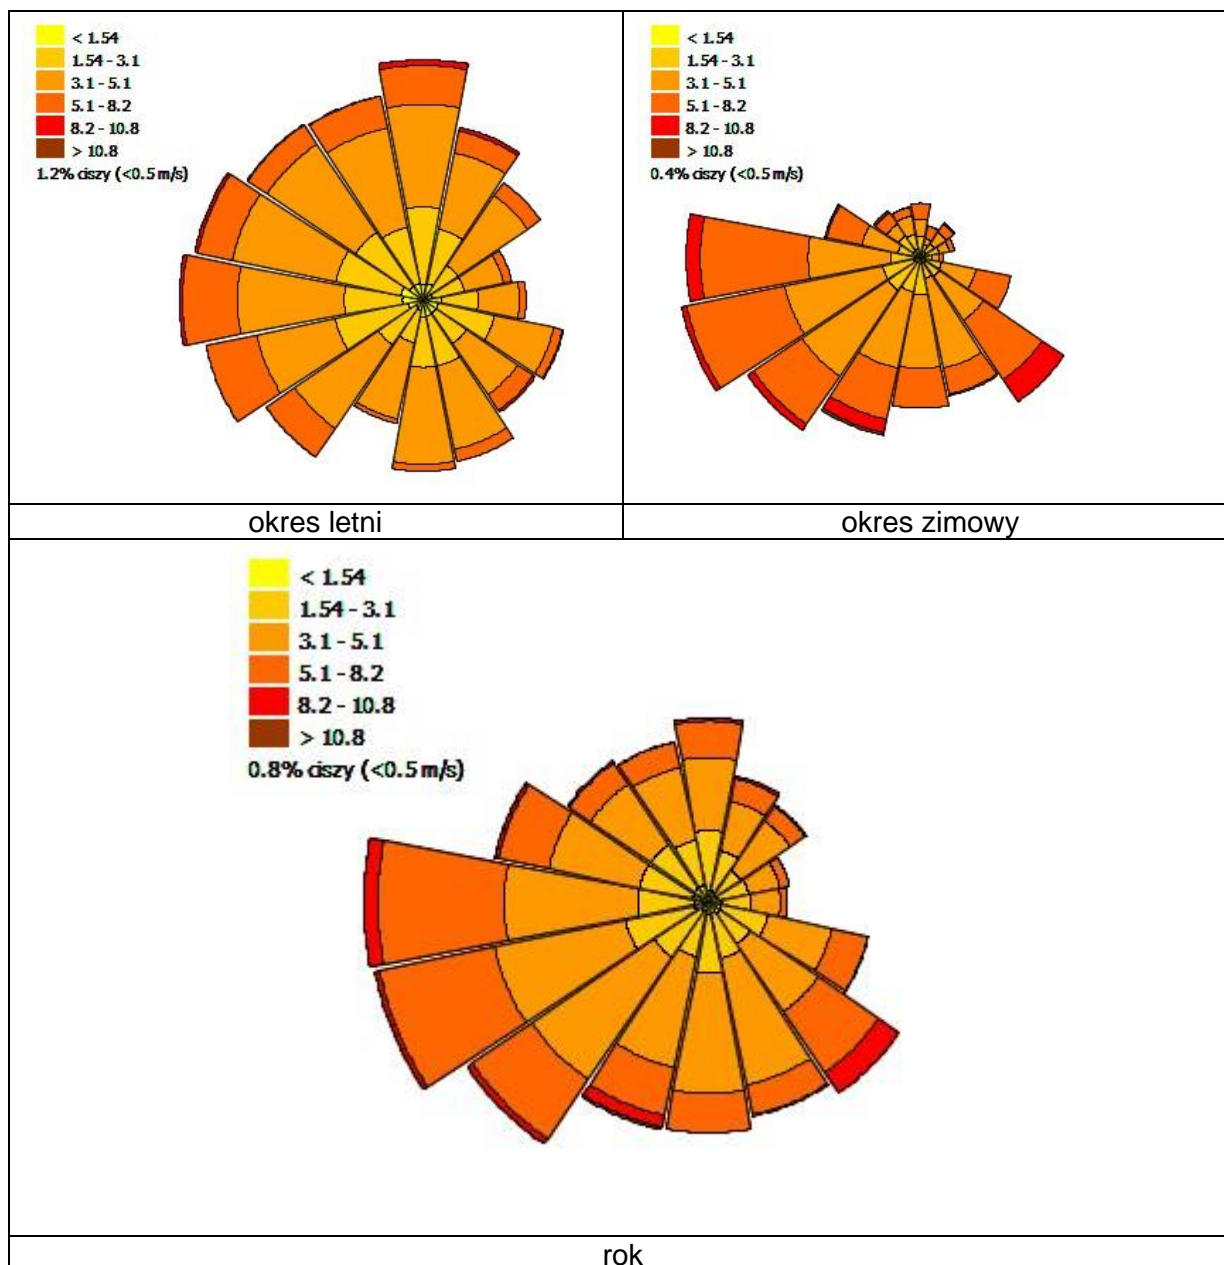 < 1.54
1.54 - 3.1
3.1 - 5.1
5.1 - 8.2
8.2 - 10.8
> 10.8
1.2% ciszy (<0.5 m/s)
< 1.54
1.54 - 3.1
3.1 - 5.1
5.1 - 8.2
8.2 - 10.8
> 10.8
0.4% ciszy (<0.5 m/s)
okres letni
okres zimowy
< 1.54
1.54 - 3.1
3.1 - 5.1
5.1 - 8.2
8.2 - 10.8
> 10.8
0.8% ciszy (<0.5 m/s)
rok